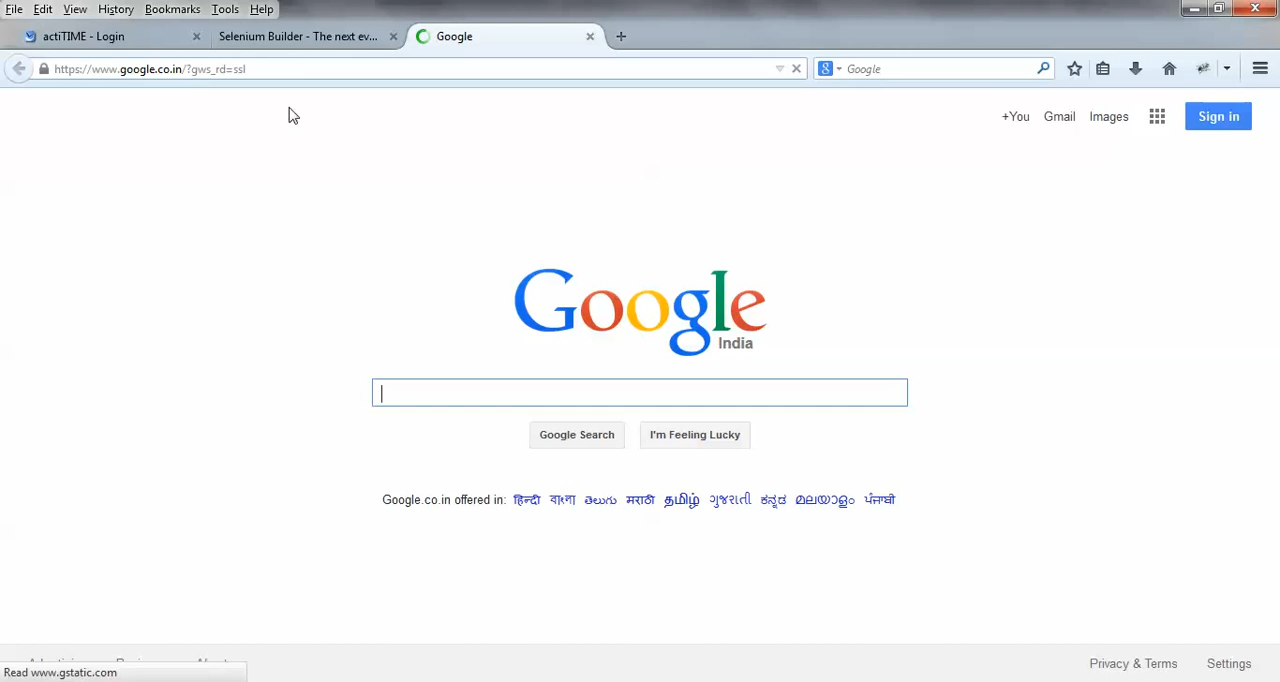 File Edit View History Bookmarks Tools Help
actiTIME - Login
Selenium Builder - The next ev...
Google
https://www.google.co.in/?gws_rd=ssl
Google
+You Gmail Images Sign in
Google
India
Google Search I'm Feeling Lucky
Google.co.in offered in: हिन्दी বাংলা తెలుగు मराठी தமிழ் ગુજરાતી ಕನ್ನಡ മലയാളം ਪੰਜਾਬੀ
Privacy & Terms Settings
Read www.gstatic.com